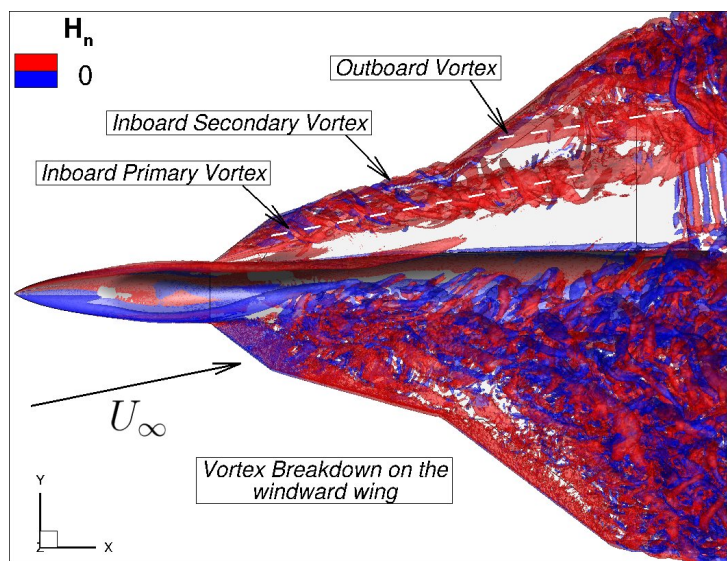 H_n
0
Outboard Vortex
Inboard Secondary Vortex
Inboard Primary Vortex
U_∞
Vortex Breakdown on the
windward wing
Y
Z
X